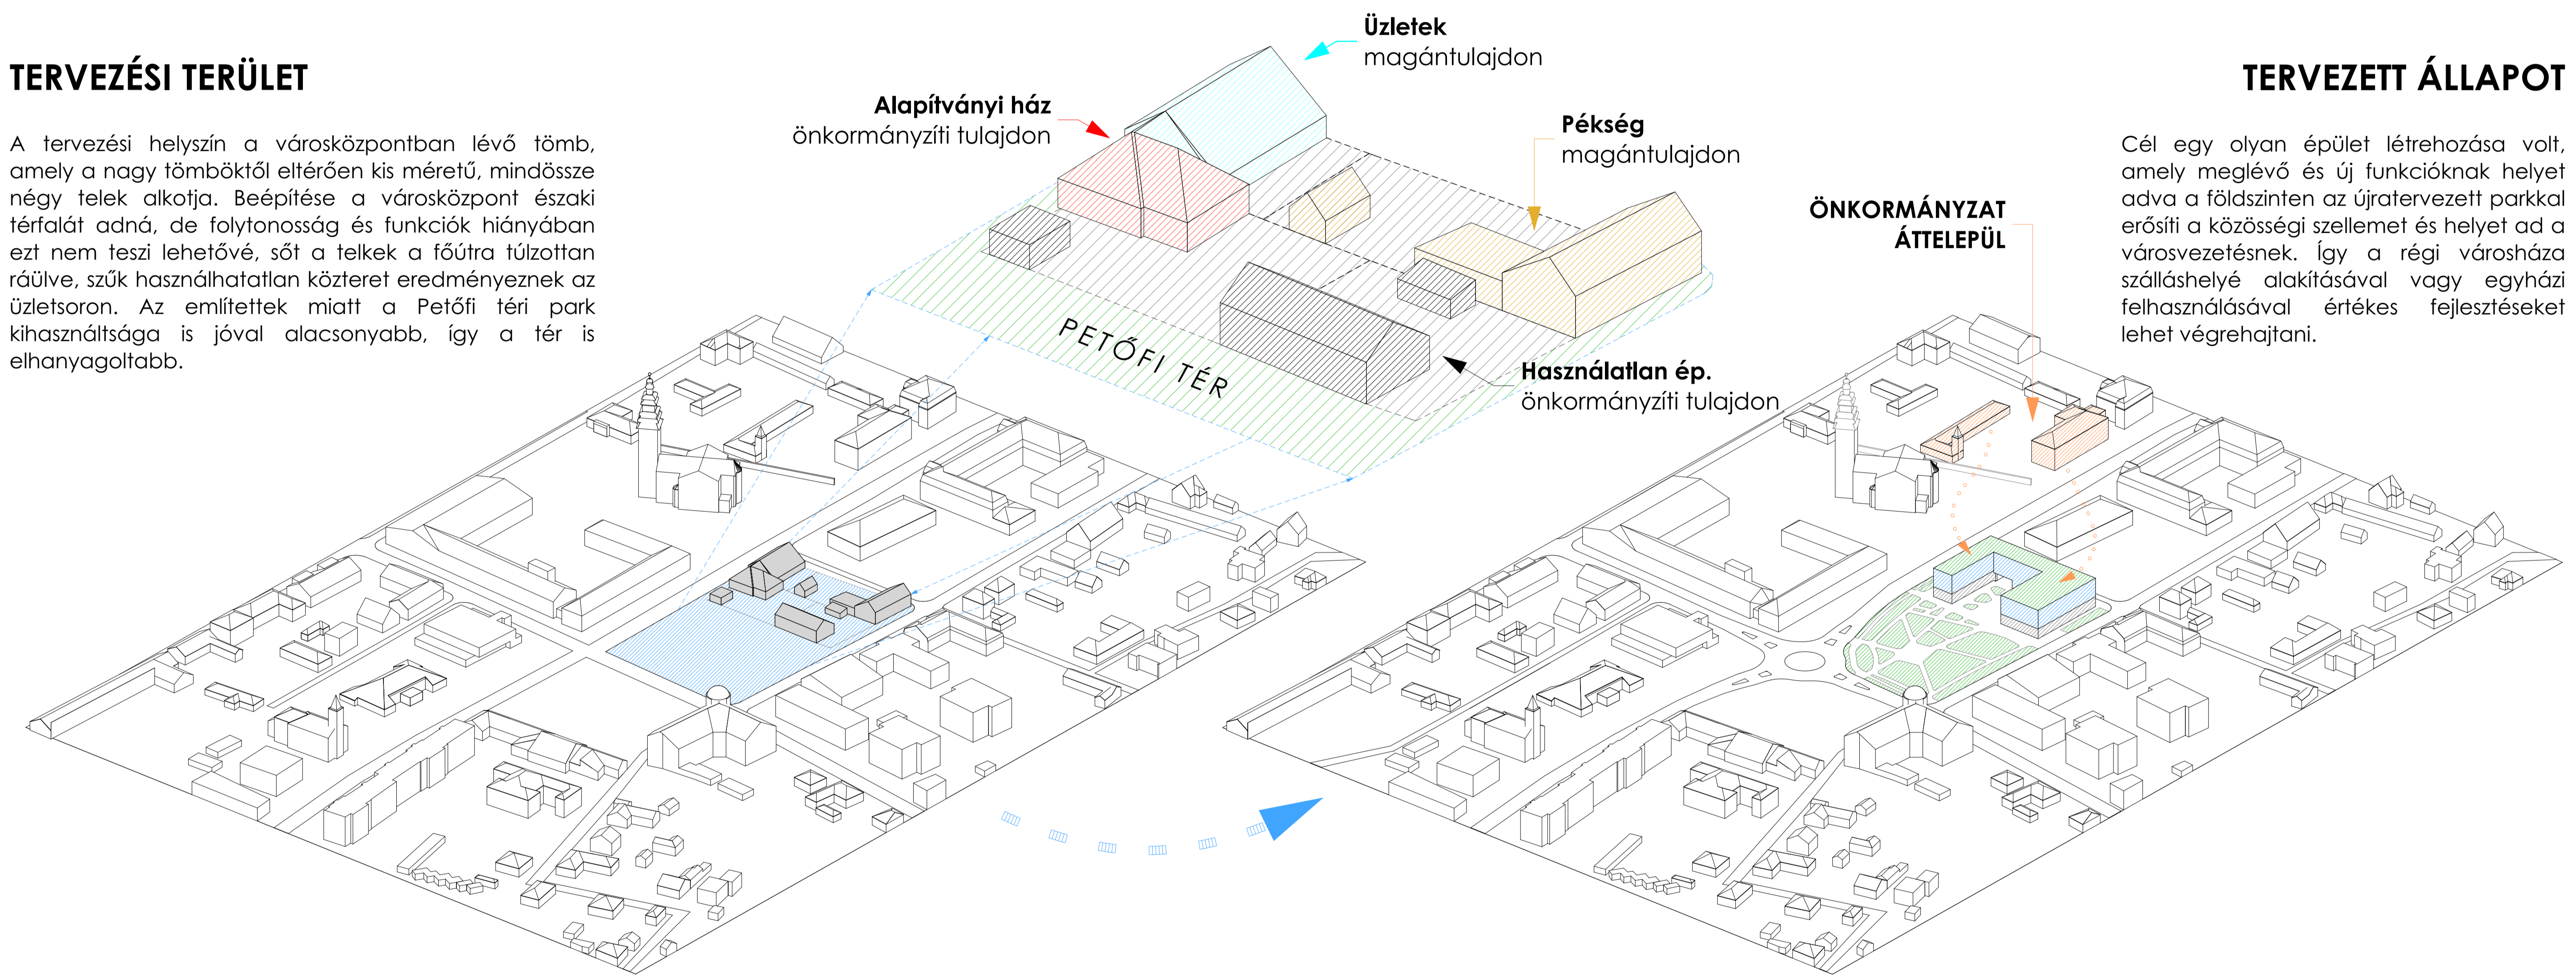 TERVEZÉSI TERÜLET
A tervezési helyszín a városközpontban lévő tömb,
amely a nagy tömböktől eltérően kis méretű, mindössze
négy telek alkotja. Beépítése a városközpont északi
térfalát adná, de folytonosság és funkciók hiányában
ezt nem teszi lehetővé, sőt a telkek a főútra túlzottan
ráülve, szűk használhatatlan közteret eredményeznek az
üzletsoron. Az említettek miatt a Petőfi téri park
kihasználtsága is jóval alacsonyabb, így a tér is
elhanyagoltabb.
Üzletek
magántulajdon
Alapítványi ház
önkormányzíti tulajdon
Pékség
magántulajdon
PETŐFI TÉR
Használatlan ép.
önkormányzíti tulajdon
ÖNKORMÁNYZAT
ÁTTELEPÜL
TERVEZETT ÁLLAPOT
Cél egy olyan épület létrehozása volt,
amely meglévő és új funkcióknak helyet
adva a földszinten az újratervezett parkkal
erősíti a közösségi szellemet és helyet ad a
városvezetésnek. Így a régi városháza
szálláshelyé alakításával vagy egyházi
felhasználásával értékes fejlesztéseket
lehet végrehajtani.